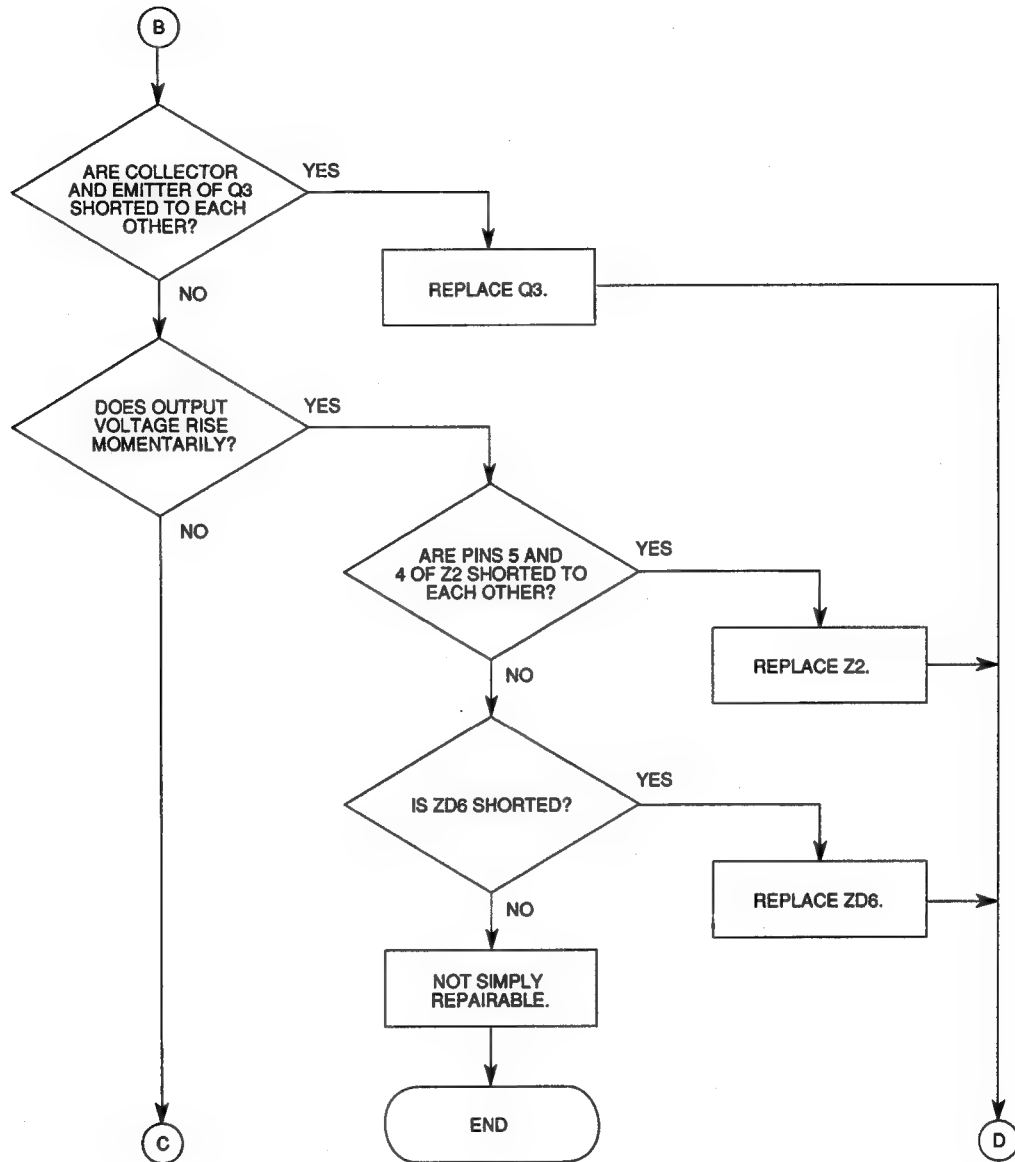 B
ARE COLLECTOR
AND EMITTER OF Q3
SHORTED TO EACH
OTHER?
YES
NO
REPLACE Q3.
DOES OUTPUT
VOLTAGE RISE
MOMENTARILY?
YES
NO
ARE PINS 5 AND
4 OF Z2 SHORTED TO
EACH OTHER?
YES
NO
REPLACE Z2.
IS ZD6 SHORTED?
YES
NO
REPLACE ZD6.
NOT SIMPLY
REPAIRABLE.
END
C
D